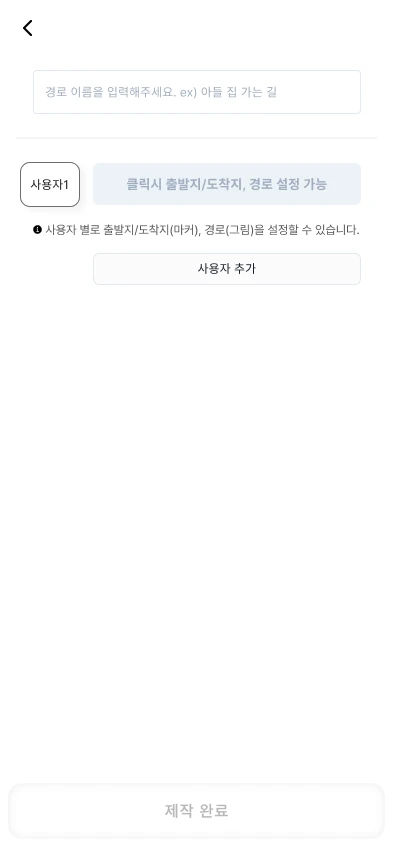 경로 이름을 입력해주세요. ex) 아들 집 가는 길
사용자1
클릭시 출발지/도착지, 경로 설정 가능
사용자 별로 출발지/도착지(마커), 경로(그림)을 설정할 수 있습니다.
사용자 추가
제작 완료